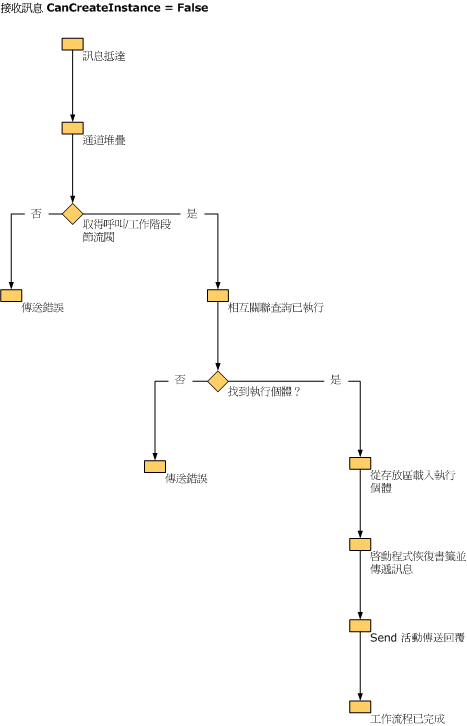 接收訊息 CanCreateInstance = False
訊息抵達
通道堆疊
否
是
取得呼叫/工作階段
節流閥
傳送錯誤
相互關聯查詢已執行
否
是
找到執行個體？
傳送錯誤
從存放區載入執行
個體
啟動程式恢復書籤並
傳遞訊息
Send 活動傳送回覆
工作流程已完成